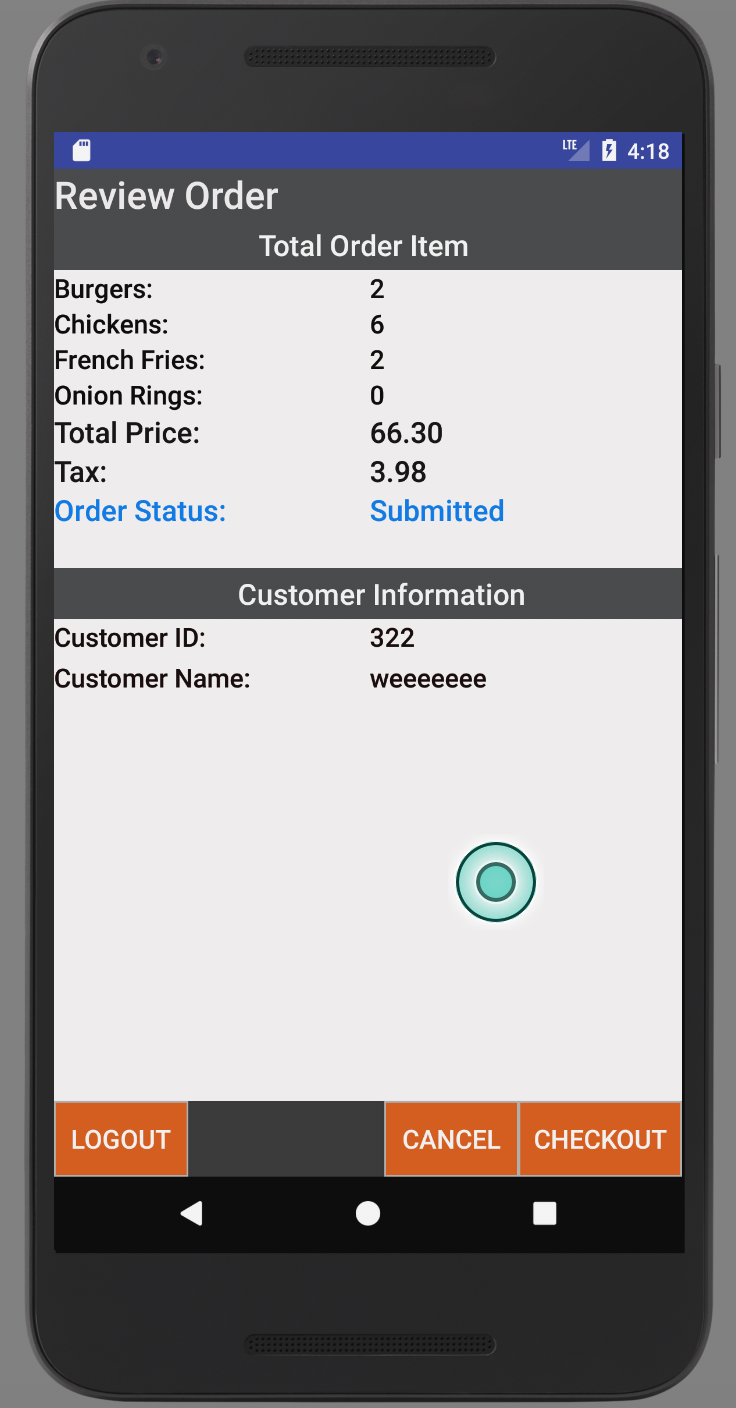 LTE 4:18
Review Order
Total Order Item
Burgers: 2
Chickens: 6
French Fries: 2
Onion Rings: 0
Total Price: 66.30
Tax: 3.98
Order Status: Submitted
Customer Information
Customer ID: 322
Customer Name: weeeeeee
LOGOUT CANCEL CHECKOUT